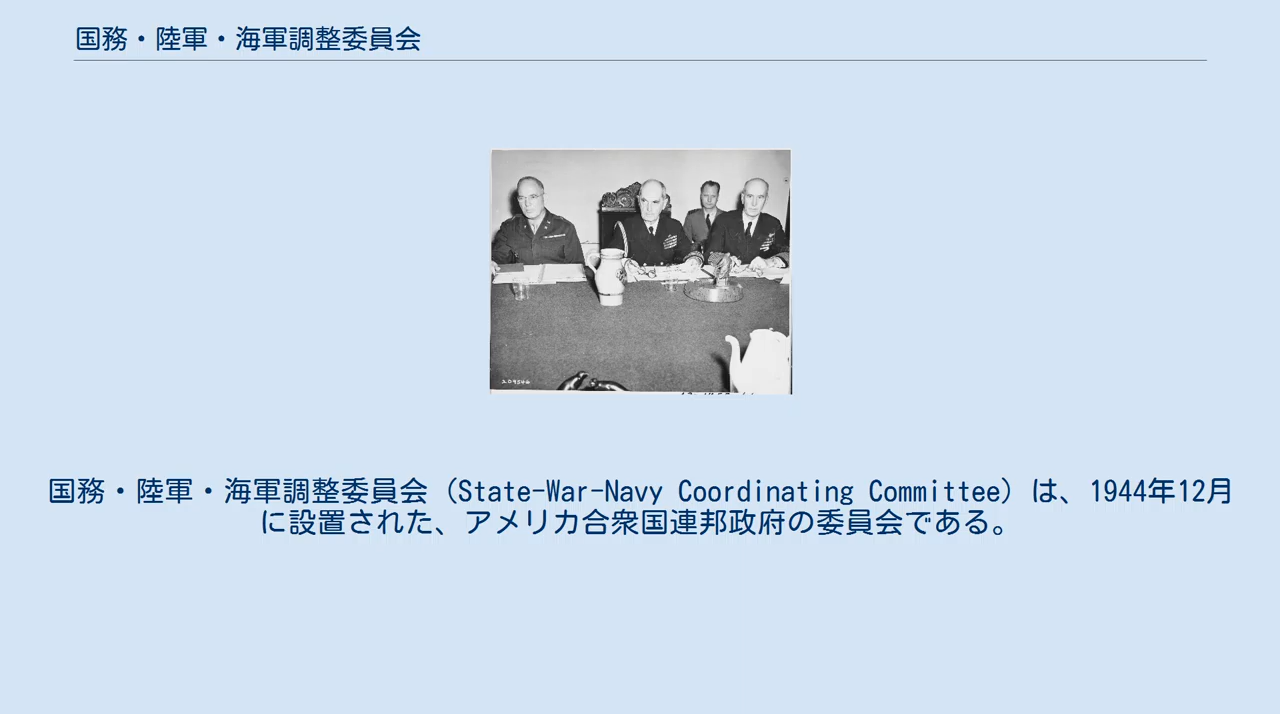 国務・陸軍・海軍調整委員会
209546
国務・陸軍・海軍調整委員会（State-War-Navy Coordinating Committee）は、1944年12月
に設置された、アメリカ合衆国連邦政府の委員会である。